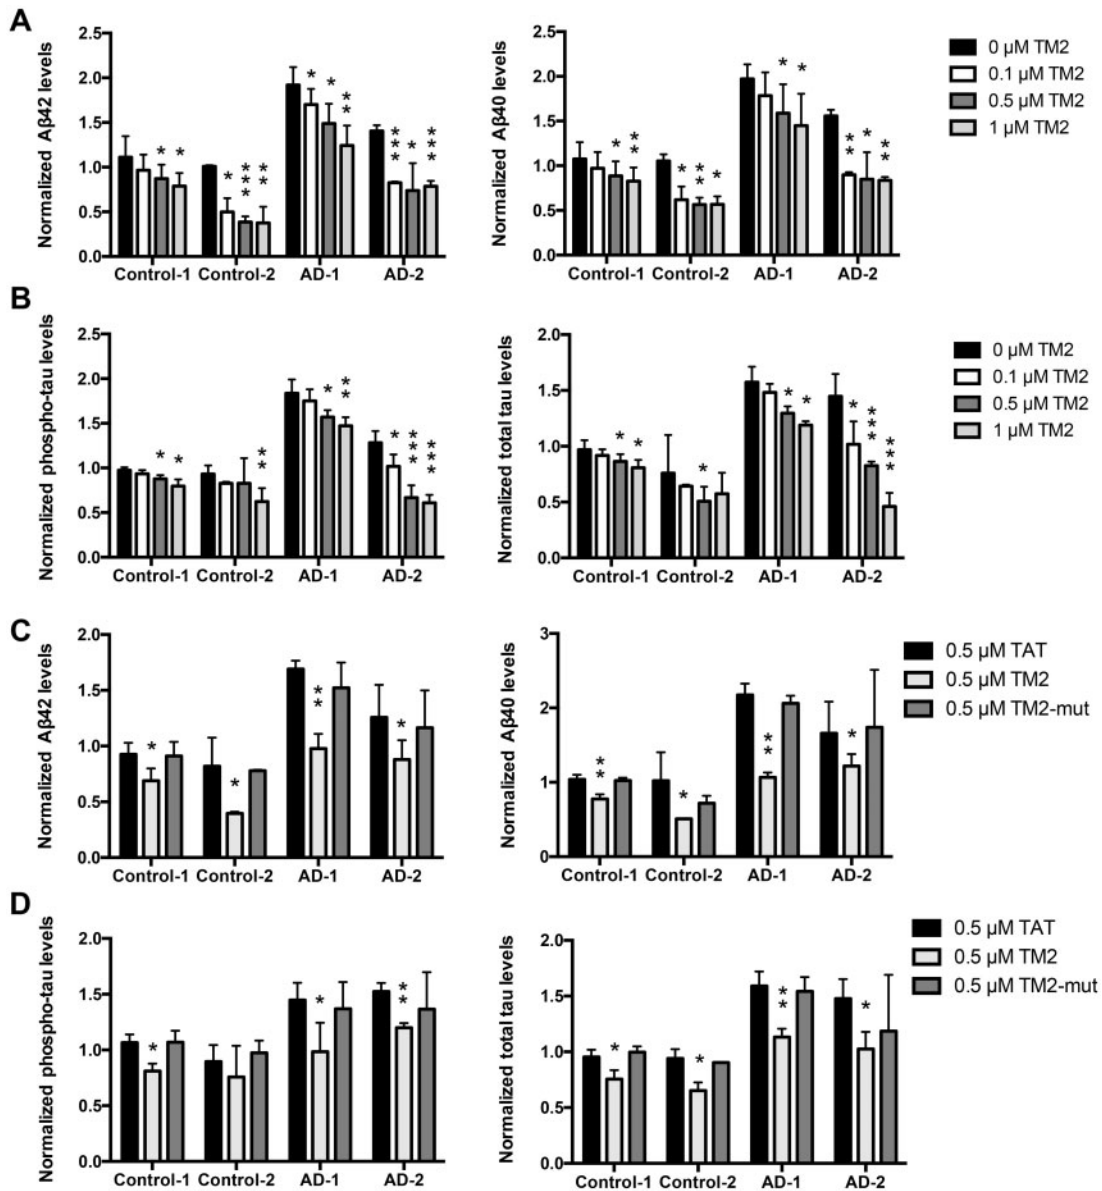 A
Normalized Aβ42 levels
2.5
2.0
1.5
1.0
0.5
0.0
* *
* *** **
* * **
*** * ***
Control-1 Control-2 AD-1 AD-2
Normalized Aβ40 levels
2.5
2.0
1.5
1.0
0.5
0.0
* **
* ** *
* *
** * **
Control-1 Control-2 AD-1 AD-2
0 µM TM2
0.1 µM TM2
0.5 µM TM2
1 µM TM2
B
Normalized phospho-tau levels
2.5
2.0
1.5
1.0
0.5
0.0
* *
**
* **
* *** ***
Control-1 Control-2 AD-1 AD-2
Normalized total tau levels
2.0
1.5
1.0
0.5
0.0
* *
*
* *
* *** ***
Control-1 Control-2 AD-1 AD-2
0 µM TM2
0.1 µM TM2
0.5 µM TM2
1 µM TM2
C
Normalized Aβ42 levels
2.0
1.5
1.0
0.5
0.0
*
*
**
*
Control-1 Control-2 AD-1 AD-2
Normalized Aβ40 levels
3
2
1
0
**
*
**
*
Control-1 Control-2 AD-1 AD-2
0.5 µM TAT
0.5 µM TM2
0.5 µM TM2-mut
D
Normalized phospho-tau levels
2.0
1.5
1.0
0.5
0.0
*
*
**
Control-1 Control-2 AD-1 AD-2
Normalized total tau levels
2.0
1.5
1.0
0.5
0.0
*
*
**
*
Control-1 Control-2 AD-1 AD-2
0.5 µM TAT
0.5 µM TM2
0.5 µM TM2-mut